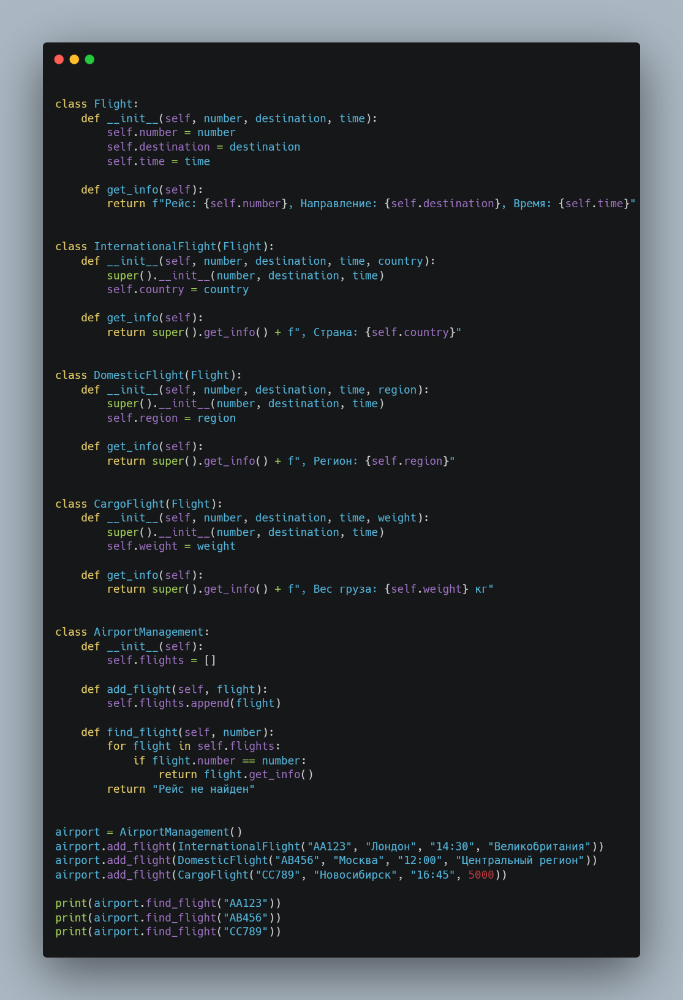 class Flight:
    def __init__(self, number, destination, time):
        self.number = number
        self.destination = destination
        self.time = time
    def get_info(self):
        return f"Рейс: {self.number}, Направление: {self.destination}, Время: {self.time}"
class InternationalFlight(Flight):
    def __init__(self, number, destination, time, country):
        super().__init__(number, destination, time)
        self.country = country
    def get_info(self):
        return super().get_info() + f", Страна: {self.country}"
class DomesticFlight(Flight):
    def __init__(self, number, destination, time, region):
        super().__init__(number, destination, time)
        self.region = region
    def get_info(self):
        return super().get_info() + f", Регион: {self.region}"
class CargoFlight(Flight):
    def __init__(self, number, destination, time, weight):
        super().__init__(number, destination, time)
        self.weight = weight
    def get_info(self):
        return super().get_info() + f", Вес груза: {self.weight} кг"
class AirportManagement:
    def __init__(self):
        self.flights = []
    def add_flight(self, flight):
        self.flights.append(flight)
    def find_flight(self, number):
        for flight in self.flights:
            if flight.number == number:
                return flight.get_info()
        return "Рейс не найден"
airport = AirportManagement()
airport.add_flight(InternationalFlight("AA123", "Лондон", "14:30", "Великобритания"))
airport.add_flight(DomesticFlight("AB456", "Москва", "12:00", "Центральный регион"))
airport.add_flight(CargoFlight("CC789", "Новосибирск", "16:45", 5000))
print(airport.find_flight("AA123"))
print(airport.find_flight("AB456"))
print(airport.find_flight("CC789"))